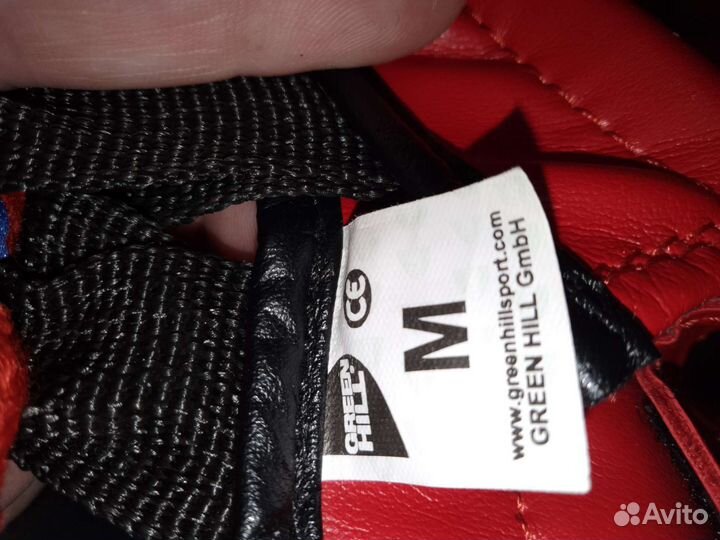 GREEN
HILL®
CE
M
www.greenhillsport.com
GREEN HILL GmbH
Avito